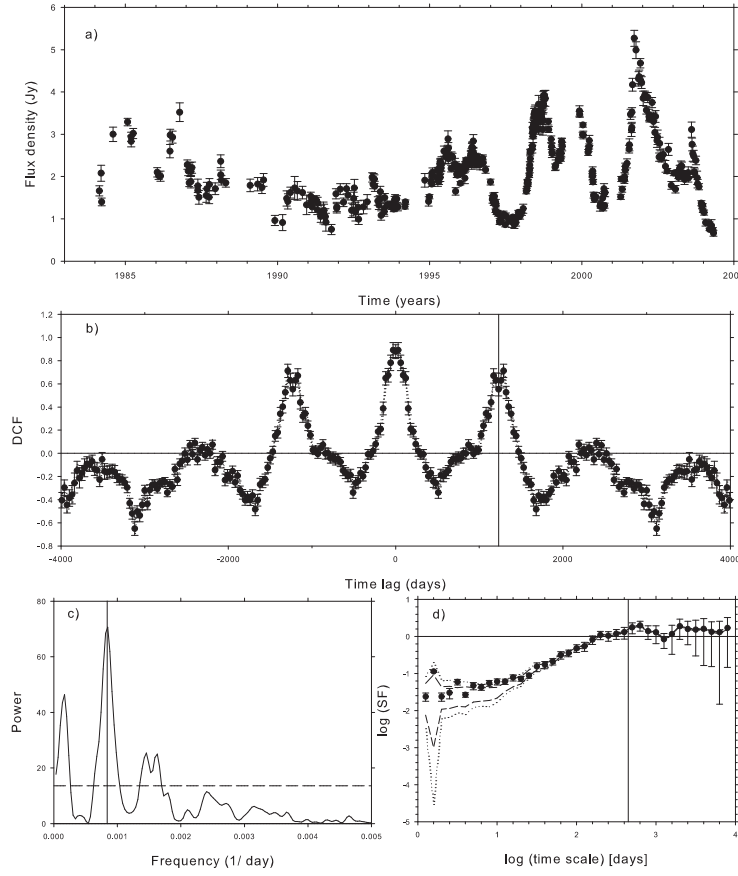 a)
Flux density (Jy)
6
5
4
3
2
1
0
1985 1990 1995 2000 200
Time (years)
b)
DCF
1.2
1.0
0.8
0.6
0.4
0.2
0.0
-0.2
-0.4
-0.6
-0.8
-4000 -2000 0 2000 4000
Time lag (days)
c)
Power
80
60
40
20
0
0.000 0.001 0.002 0.003 0.004 0.005
Frequency (1/ day)
d)
log (SF)
1
0
-1
-2
-3
-4
-5
0 1 2 3 4
log (time scale) [days]